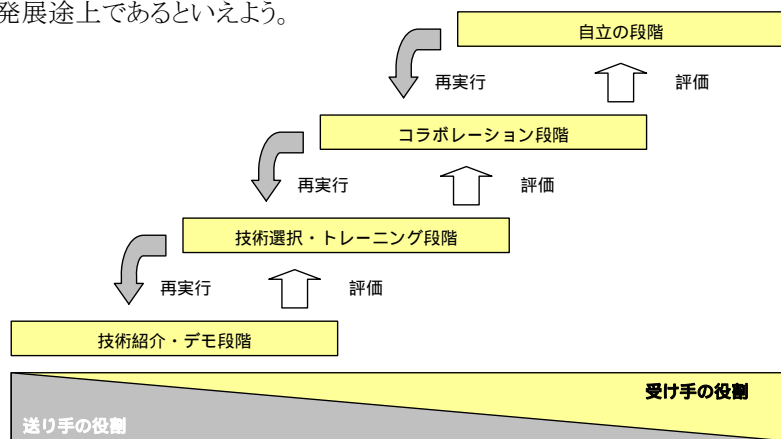 発展途上であるといえよう。
自立の段階
再実行
評価
コラボレーション段階
再実行
評価
技術選択・トレーニング段階
再実行
評価
技術紹介・デモ段階
受け手の役割
送り手の役割